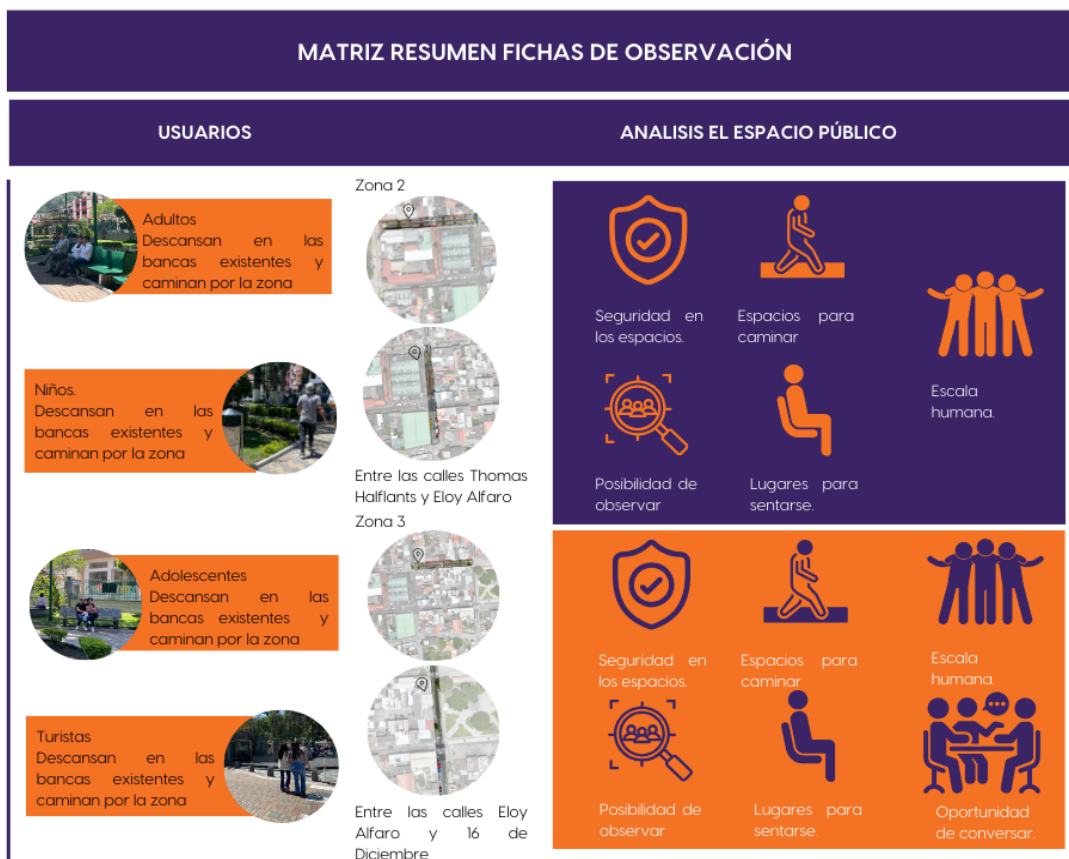 MATRIZ RESUMEN FICHAS DE OBSERVACIÓN
USUARIOS
ANALISIS EL ESPACIO PÚBLICO
Adultos
Descansan en las
bancas existentes y
caminan por la zona
Niños.
Descansan en las
bancas existentes y
caminan por la zona
Adolescentes
Descansan en las
bancas existentes y
caminan por la zona
Turistas
Descansan en las
bancas existentes y
caminan por la zona
Zona 2
Entre las calles Thomas
Halflants y Eloy Alfaro
Zona 3
Entre las calles Eloy
Alfaro y 16 de
Diciembre
Seguridad en
los espacios.
Espacios para
caminar
Escala
humana.
Posibilidad de
observar
Lugares para
sentarse.
Seguridad en
los espacios.
Espacios para
caminar
Escala
humana.
Posibilidad de
observar
Lugares para
sentarse.
Oportunidad
de conversar.